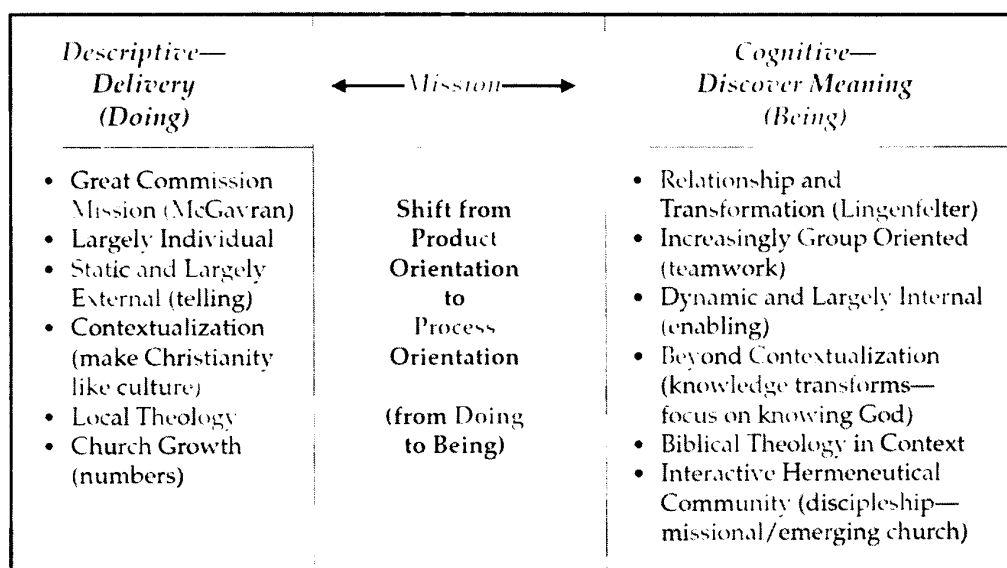 Descriptive—
Delivery
(Doing)
Mission
Cognitive—
Discover Meaning
(Being)
• Great Commission
Mission (McGavran)
• Largely Individual
• Static and Largely
External (telling)
• Contextualization
(make Christianity
like culture)
• Local Theology
• Church Growth
(numbers)
Shift from
Product
Orientation
to
Process
Orientation
(from Doing
to Being)
• Relationship and
Transformation (Lingenfelter)
• Increasingly Group Oriented
(teamwork)
• Dynamic and Largely Internal
(enabling)
• Beyond Contextualization
(knowledge transforms—
focus on knowing God)
• Biblical Theology in Context
• Interactive Hermeneutical
Community (discipleship—
missional/emerging church)